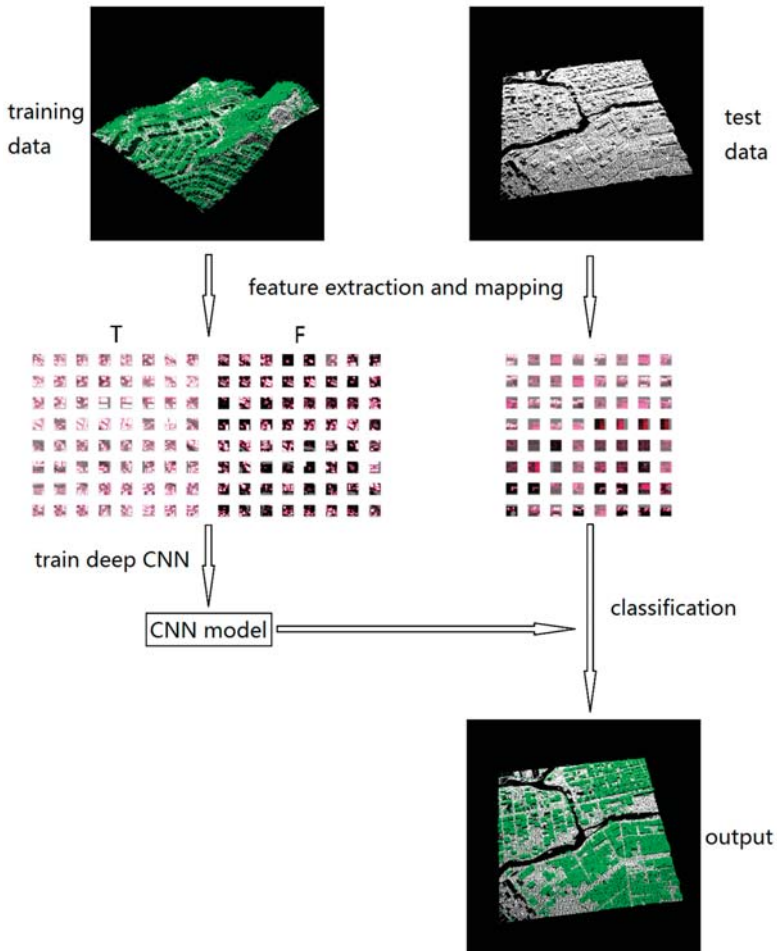 training
data
test
data
feature extraction and mapping
T
F
train deep CNN
CNN model
classification
output